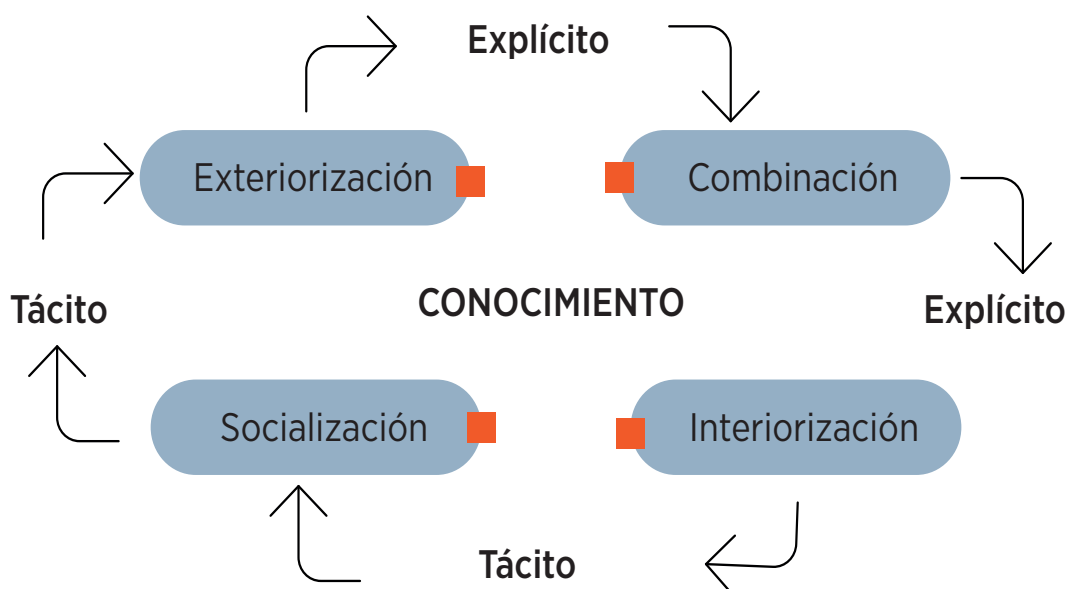 Explícito
Exteriorización
Combinación
Tácito
CONOCIMIENTO
Explícito
Socialización
Interiorización
Tácito